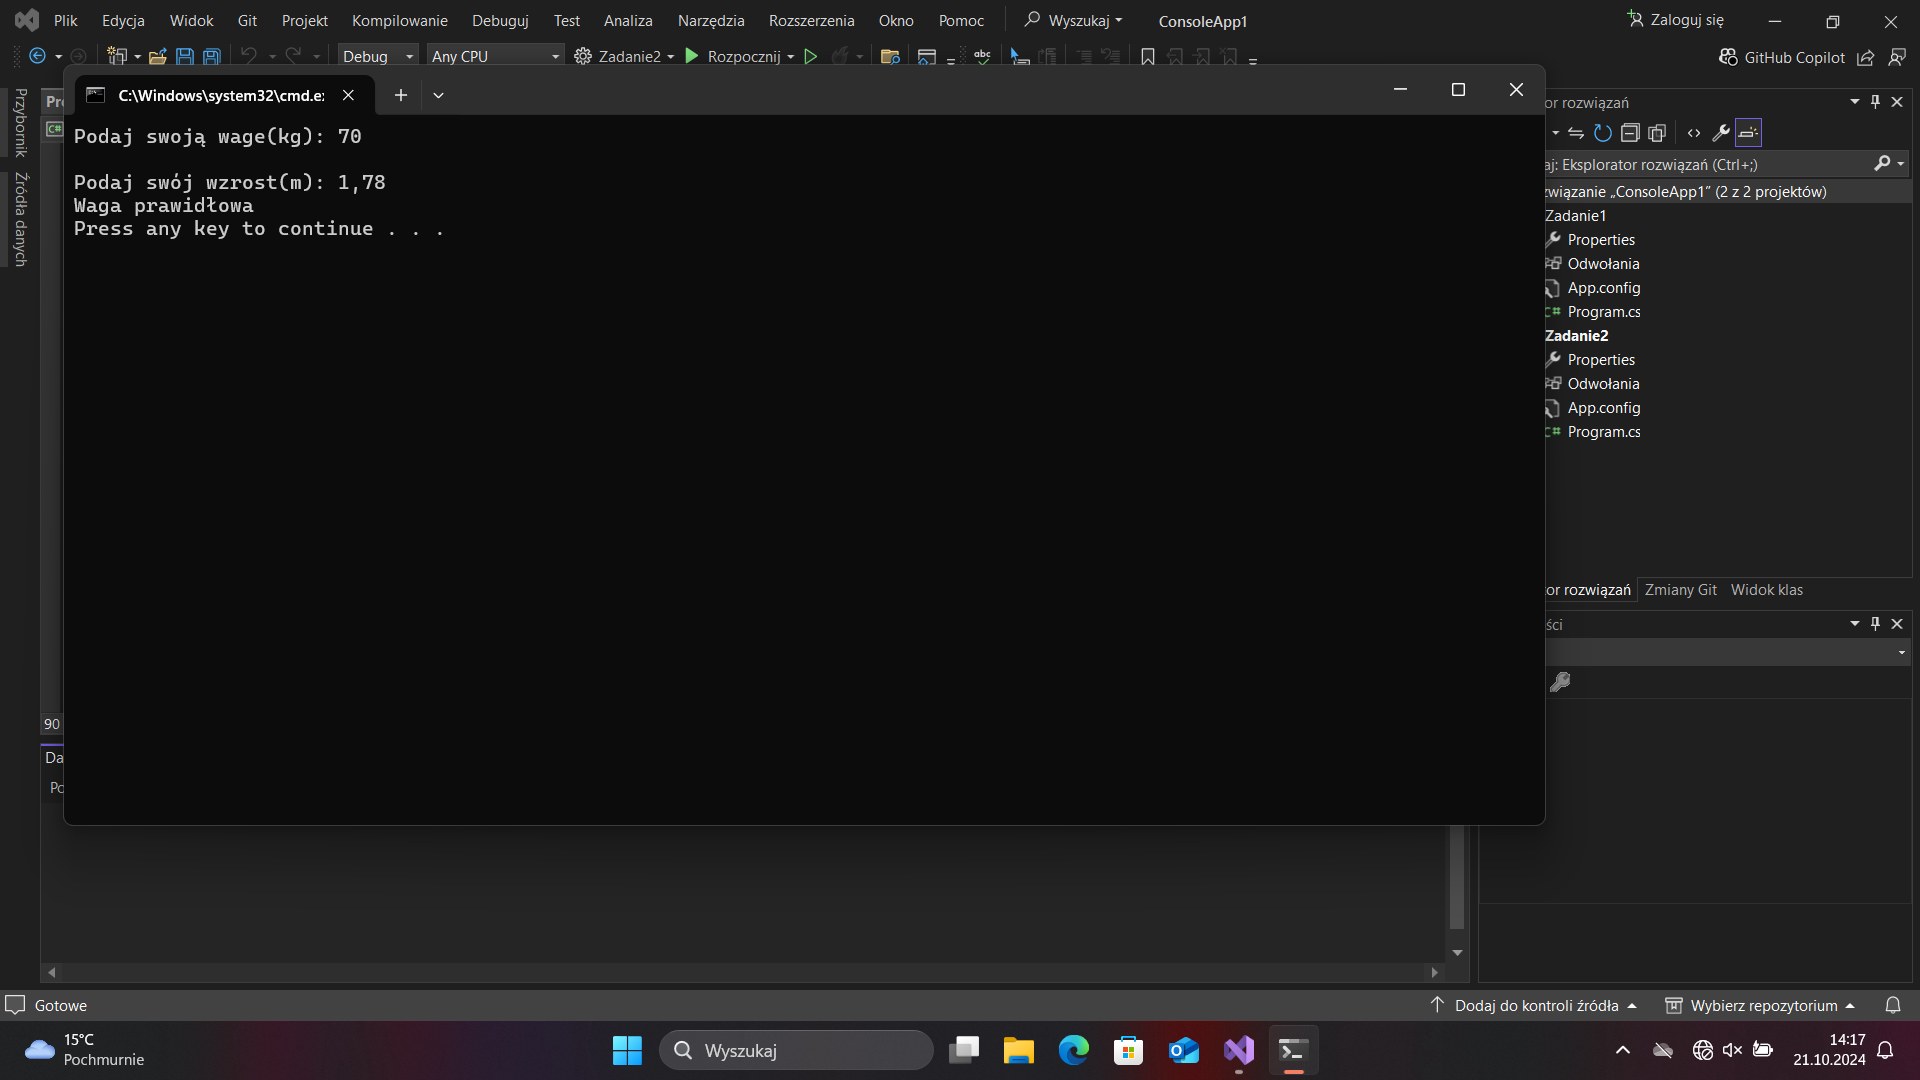 Plik Edycja Widok Git Projekt Kompilowanie Debuguj Test Analiza Narzędzia Rozszerzenia Okno Pomoc Wyszukaj ConsoleApp1 Zaloguj się
Debug Any CPU Zadanie2 Rozpocznij GitHub Copilot
Przybornik
Źródła danych
C:\Windows\system32\cmd.e
Podaj swoją wage(kg): 70
Podaj swój wzrost(m): 1,78
Waga prawidłowa
Press any key to continue . . .
or rozwiązań
aj: Eksplorator rozwiązań (Ctrl+;)
związanie „ConsoleApp1” (2 z 2 projektów)
Zadanie1
Properties
Odwołania
App.config
Program.cs
Zadanie2
Properties
Odwołania
App.config
Program.cs
or rozwiązań Zmiany Git Widok klas
ści
90
Da
Gotowe
Dodaj do kontroli źródła Wybierz repozytorium
15°C
Pochmurnie
Wyszukaj
14:17
21.10.2024